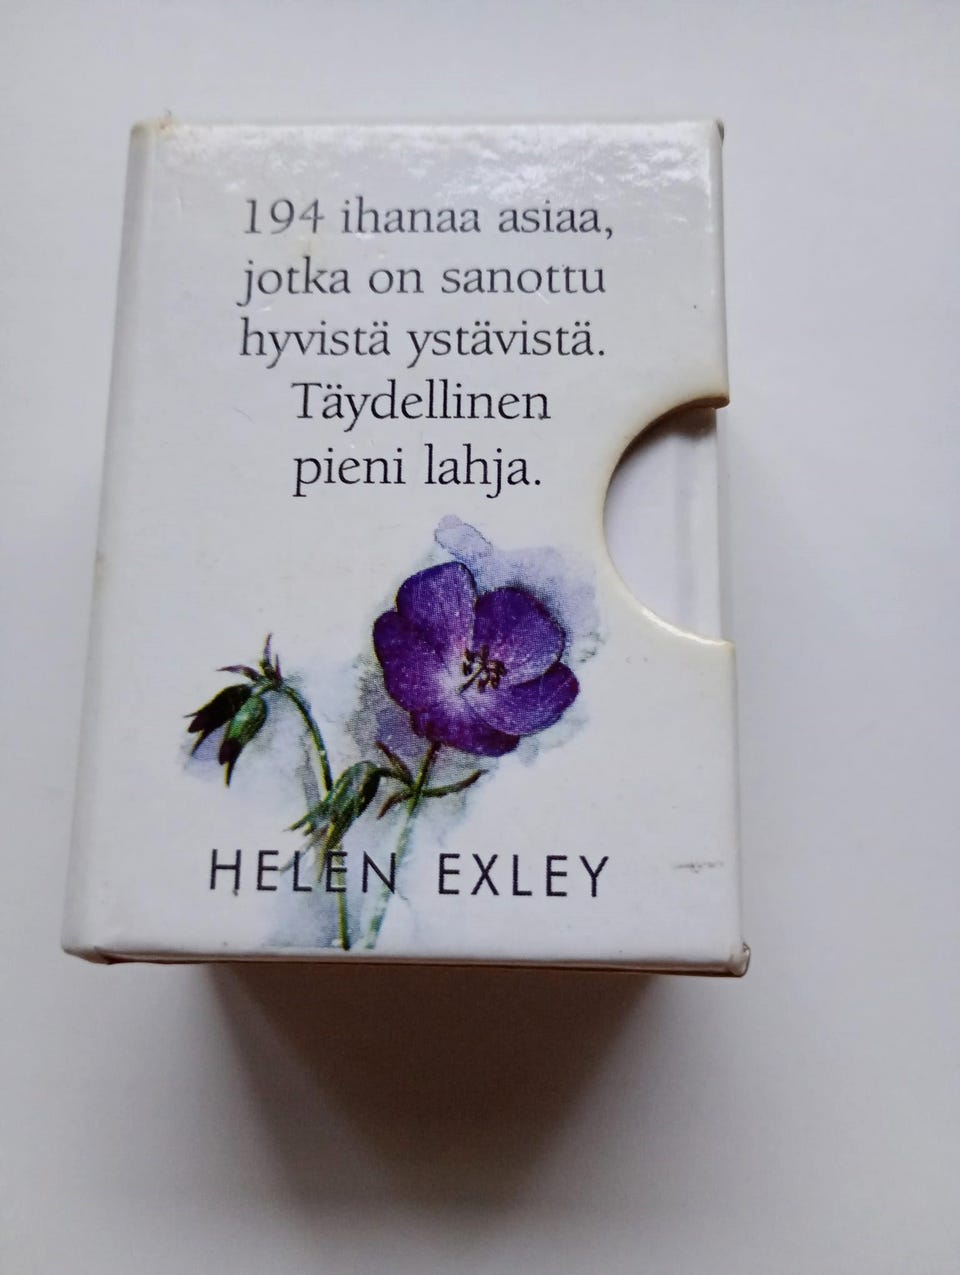 194 ihanaa asiaa,
jotka on sanottu
hyvistä ystävistä.
Täydellinen
pieni lahja.
HELEN EXLEY